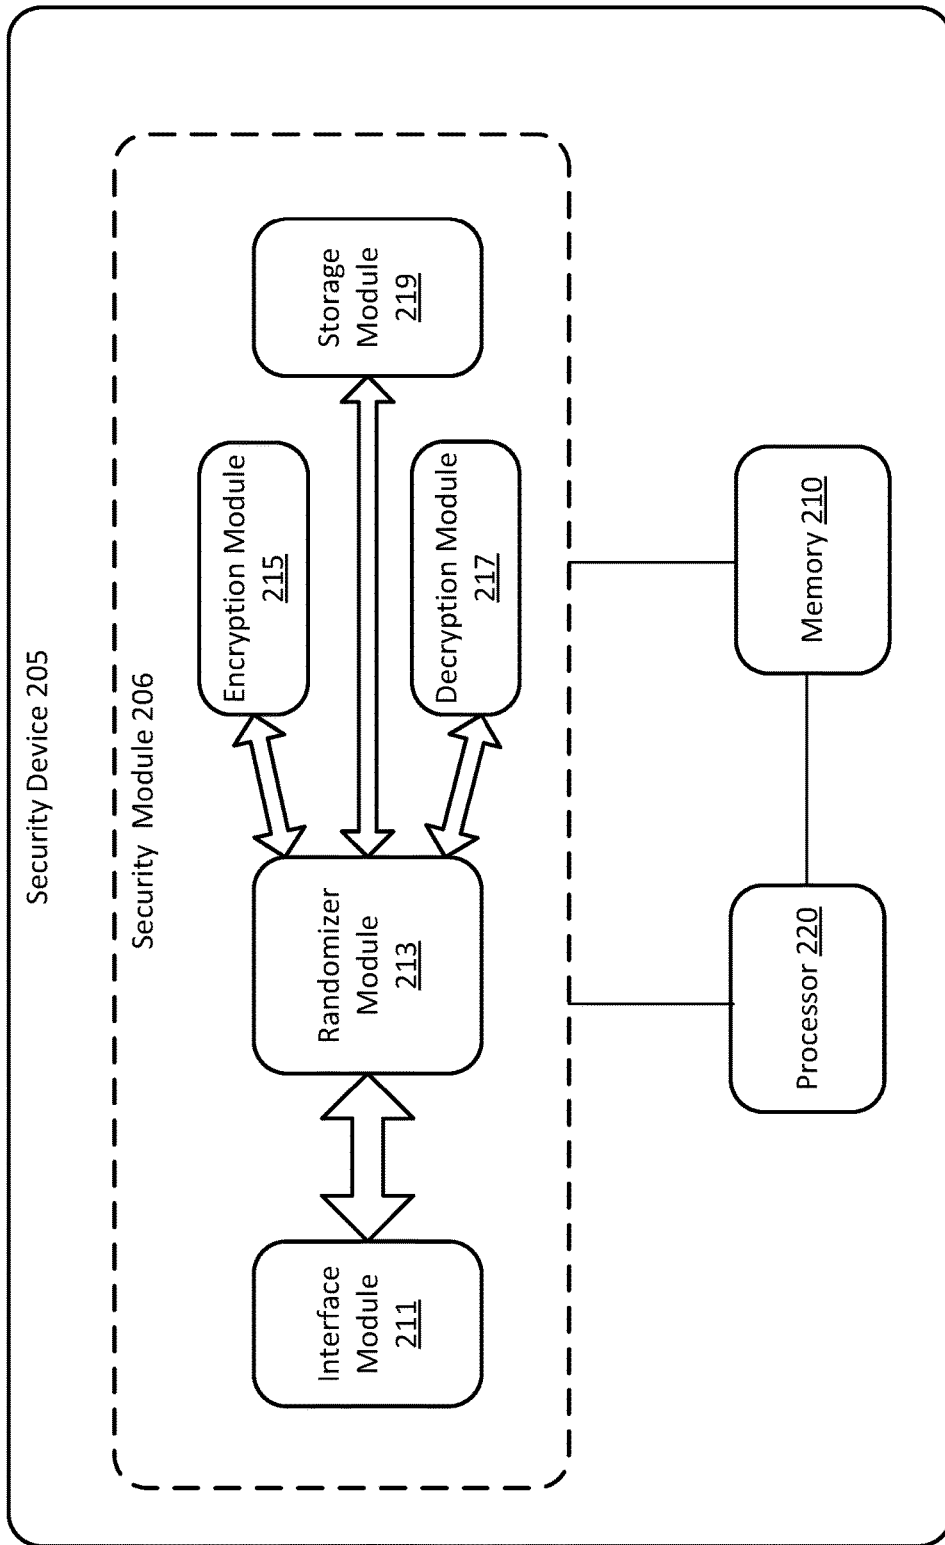 Security Device 205
Security Module 206
Interface
Module
211
Randomizer
Module
213
Encryption Module
215
Decryption Module
217
Storage
Module
219
Processor 220
Memory 210